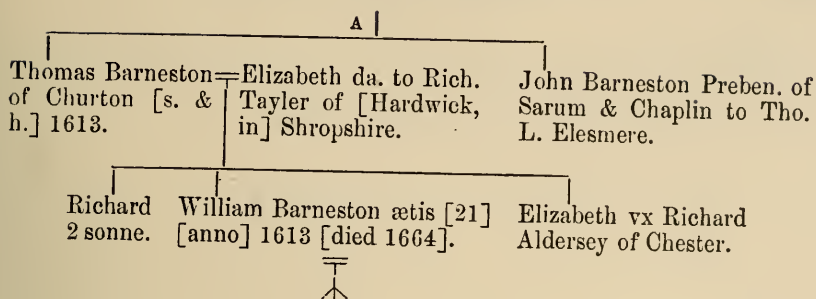 A
Thomas Barneston
of Churton [s. &
h.] 1613.
Elizabeth da. to Rich.
Tayler of [Hardwick,
in] Shropshire.
John Barneston Preben. of
Sarum & Chaplin to Tho.
L. Elesmere.
Richard
2 sonne.
William Barneston ætis [21]
[anno] 1613 [died 1664].
Elizabeth vx Richard
Aldersey of Chester.